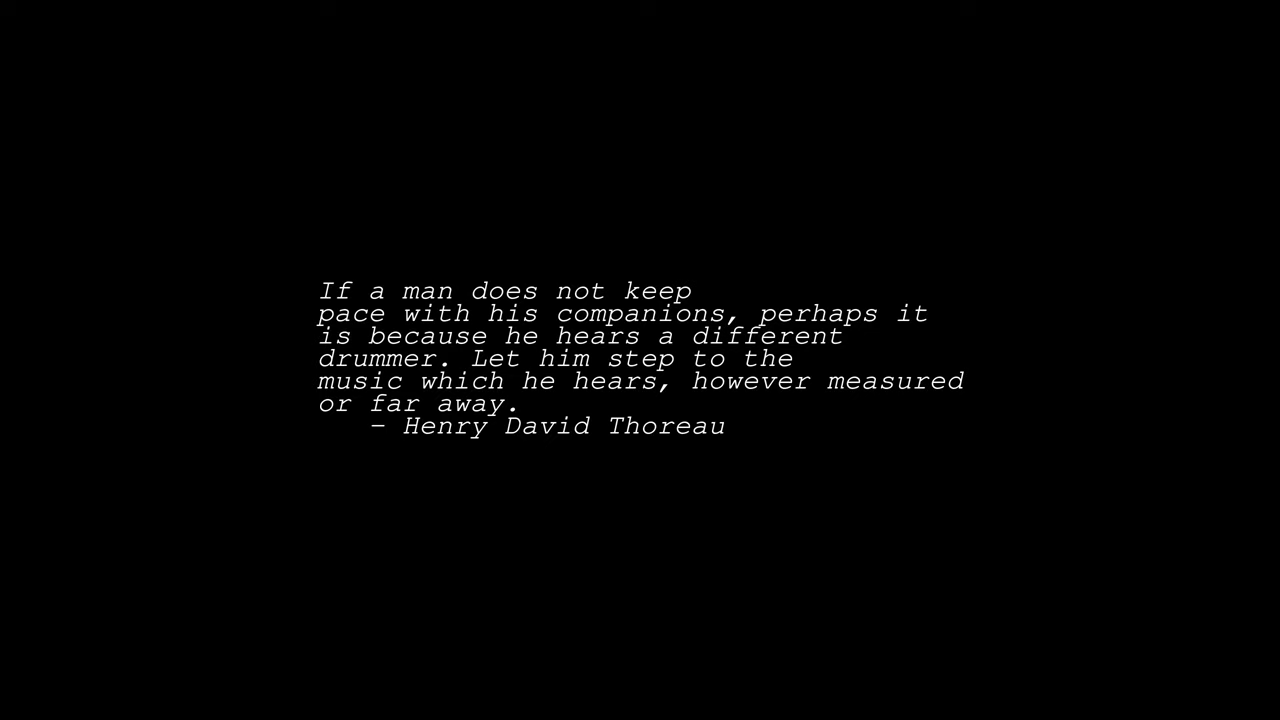 If a man does not keep
pace with his companions, perhaps it
is because he hears a different
drummer. Let him step to the
music which he hears, however measured
or far away.
– Henry David Thoreau